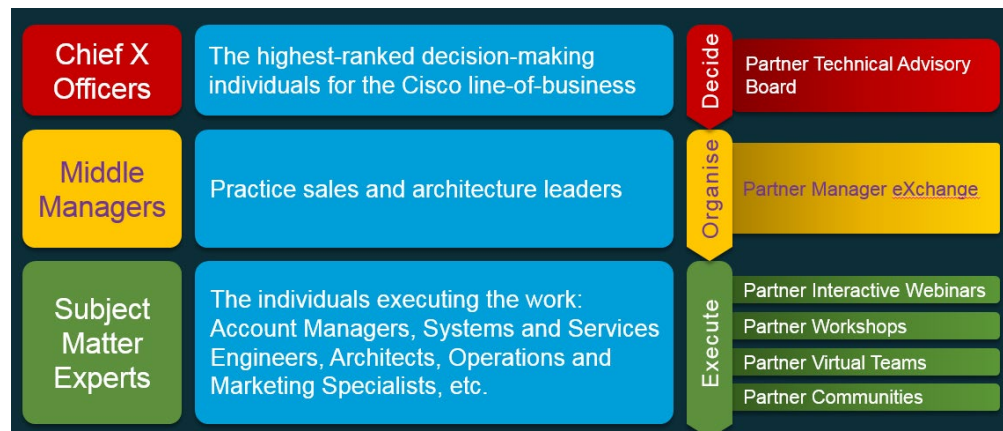 Chief X
Officers
The highest-ranked decision-making
individuals for the Cisco line-of-business
Decide
Partner Technical Advisory
Board
Middle
Managers
Practice sales and architecture leaders
Organise
Partner Manager eXchange
Subject
Matter
Experts
The individuals executing the work:
Account Managers, Systems and Services
Engineers, Architects, Operations and
Marketing Specialists, etc.
Execute
Partner Interactive Webinars
Partner Workshops
Partner Virtual Teams
Partner Communities